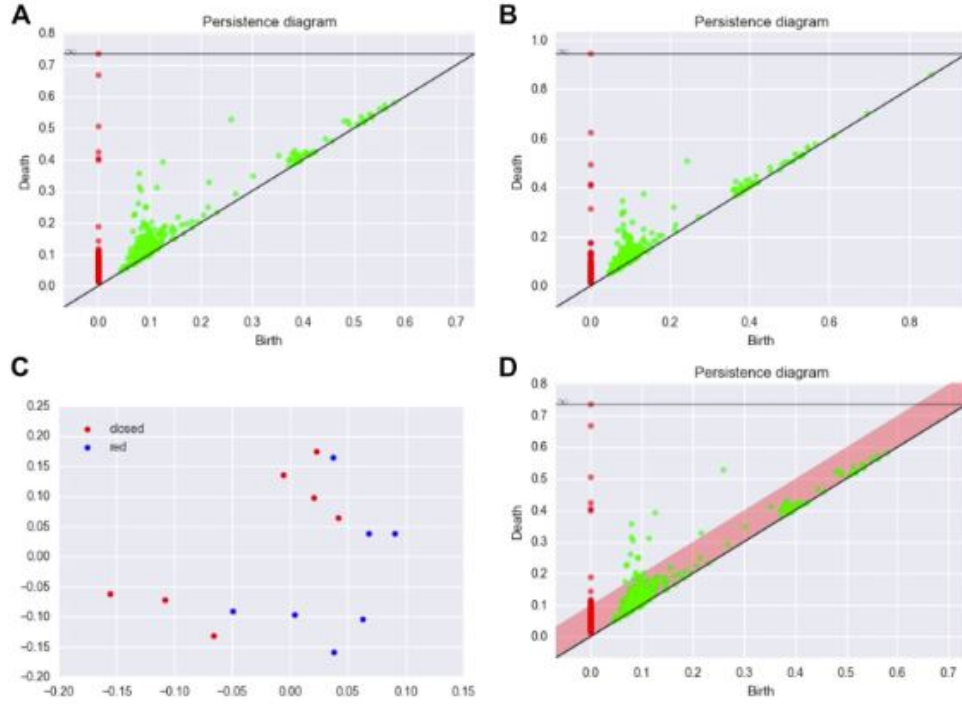 A
Persistence diagram
0.8
0.7
0.6
0.5
0.4
0.3
0.2
0.1
0.0
∞
Death
0.0 0.1 0.2 0.3 0.4 0.5 0.6 0.7
Birth
B
Persistence diagram
1.0
0.8
0.6
0.4
0.2
0.0
∞
Death
0.0 0.2 0.4 0.6 0.8
Birth
C
0.25
0.20
0.15
0.10
0.05
0.00
−0.05
−0.10
−0.15
−0.20
closed
red
−0.20 −0.15 −0.10 −0.05 0.00 0.05 0.10 0.15
D
Persistence diagram
0.8
0.7
0.6
0.5
0.4
0.3
0.2
0.1
0.0
∞
Death
0.0 0.1 0.2 0.3 0.4 0.5 0.6 0.7
Birth